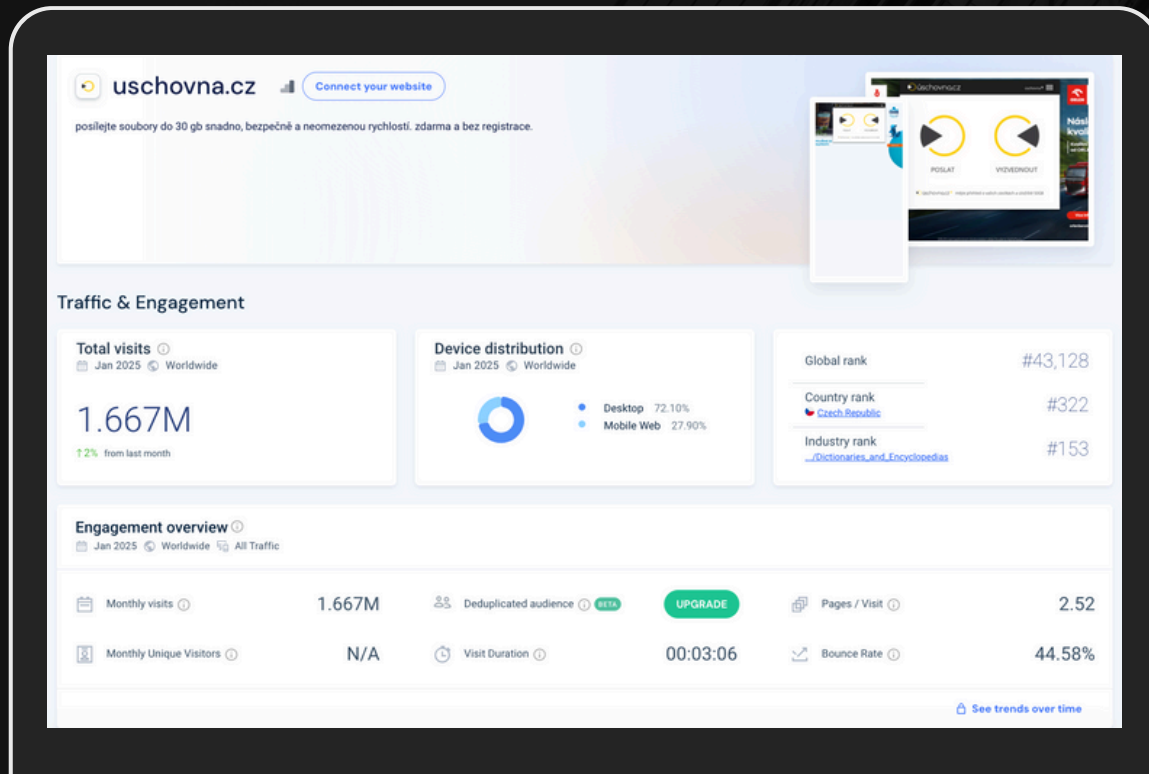 uschovna.cz
Connect your website
posílejte soubory do 30 gb snadno, bezpečně a neomezenou rychlostí. zdarma a bez registrace.
uschovna.cz
POSLAT
VYZVEDNOUT
Traffic & Engagement
Total visits
Jan 2025 Worldwide
1.667M
↑2% from last month
Device distribution
Jan 2025 Worldwide
Desktop 72.10%
Mobile Web 27.90%
Global rank #43,128
Country rank #322
Czech Republic
Industry rank #153
.../Dictionaries_and_Encyclopedias
Engagement overview
Jan 2025 Worldwide All Traffic
Monthly visits 1.667M
Deduplicated audience BETA UPGRADE
Pages / Visit 2.52
Monthly Unique Visitors N/A
Visit Duration 00:03:06
Bounce Rate 44.58%
See trends over time